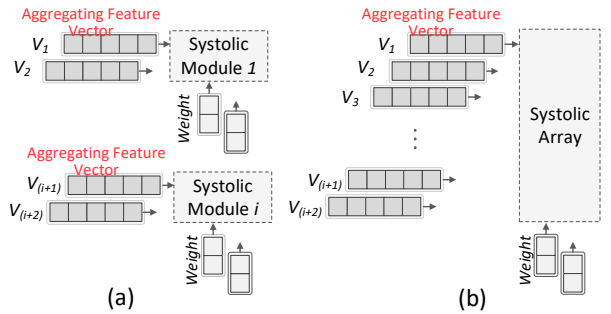 Aggregating Feature
Vector
V1
V2
Systolic
Module 1
Weight
Aggregating Feature
Vector
V(i+1)
V(i+2)
Systolic
Module i
Weight
(a)
Aggregating Feature
Vector
V1
V2
V3
⋮
V(i+1)
V(i+2)
Systolic
Array
Weight
(b)